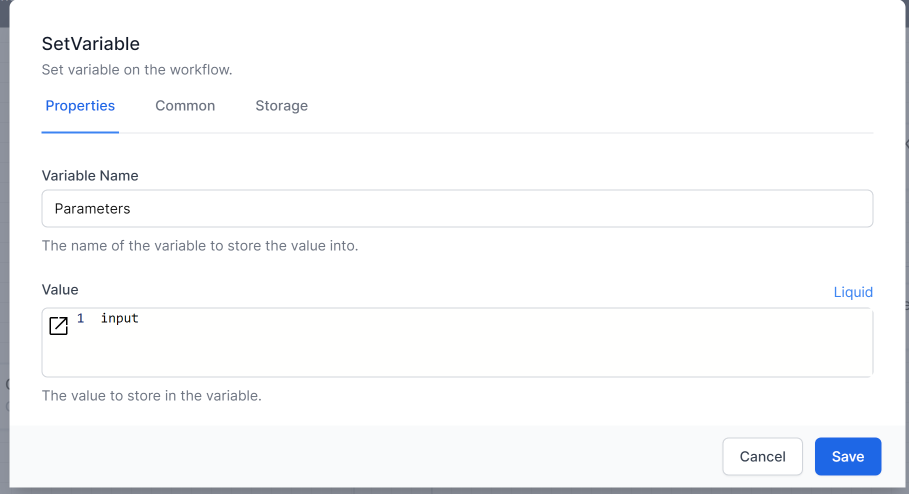 SetVariable
Set variable on the workflow.
Properties Common Storage
Variable Name
Parameters
The name of the variable to store the value into.
Value Liquid
1 input
The value to store in the variable.
Cancel Save